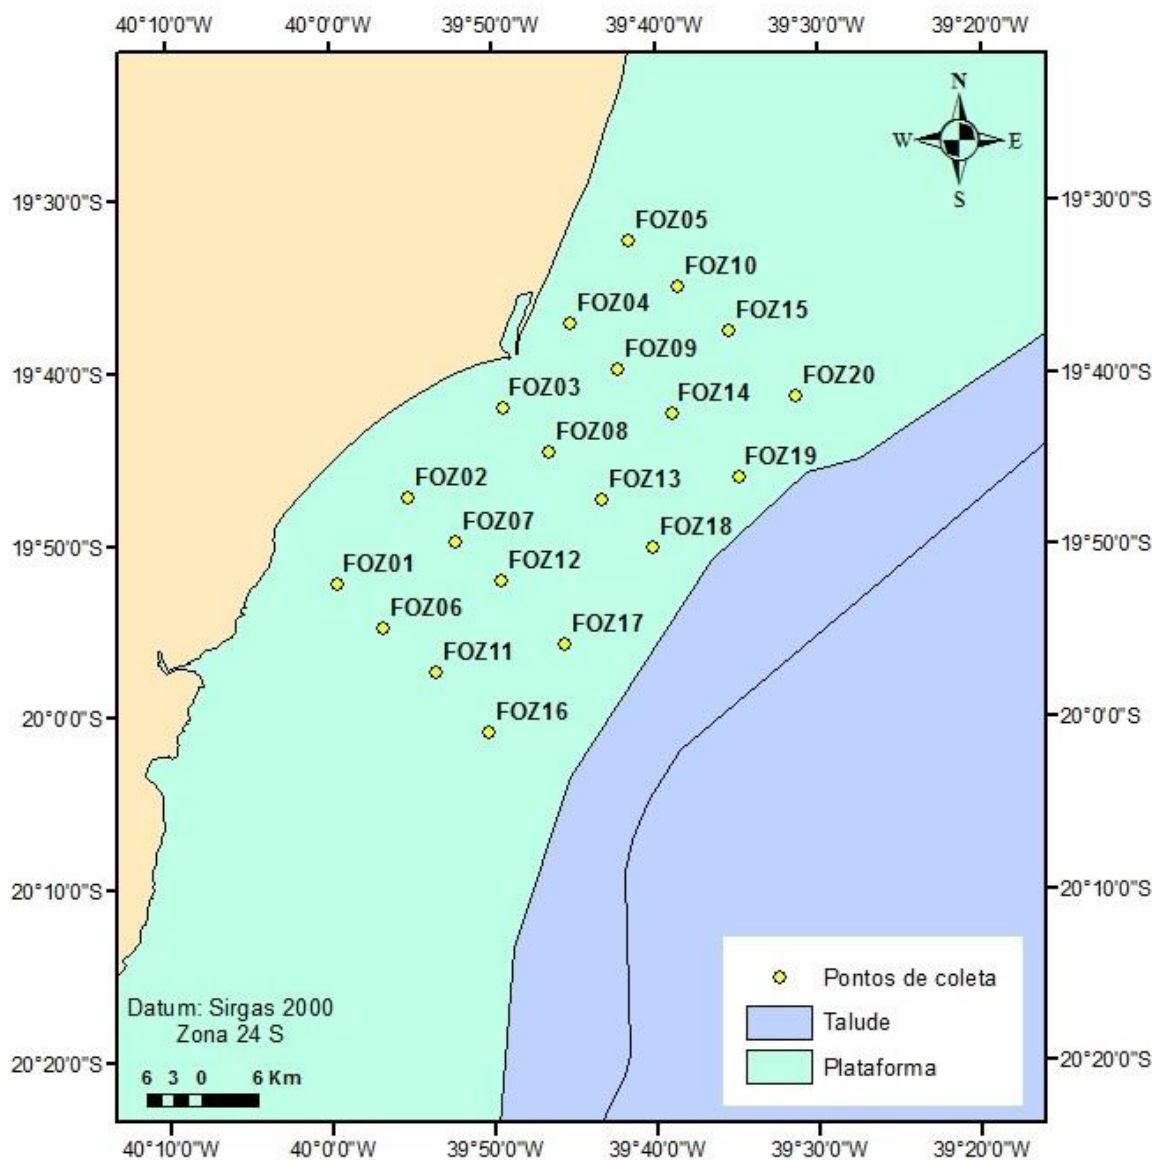 40°10'0"W 40°0'0"W 39°50'0"W 39°40'0"W 39°30'0"W 39°20'0"W
N
W E
S
19°30'0"S 19°30'0"S
FOZ05
FOZ10
FOZ04
FOZ15
FOZ09
19°40'0"S 19°40'0"S
FOZ03
FOZ20
FOZ14
FOZ08
FOZ19
FOZ02
FOZ13
FOZ07
FOZ18
19°50'0"S 19°50'0"S
FOZ01
FOZ12
FOZ06
FOZ17
FOZ11
FOZ16
20°0'0"S 20°0'0"S
20°10'0"S 20°10'0"S
Pontos de coleta
Talude
Plataforma
Datum: Sirgas 2000
Zona 24 S
6 3 0 6 Km
20°20'0"S 20°20'0"S
40°10'0"W 40°0'0"W 39°50'0"W 39°40'0"W 39°30'0"W 39°20'0"W